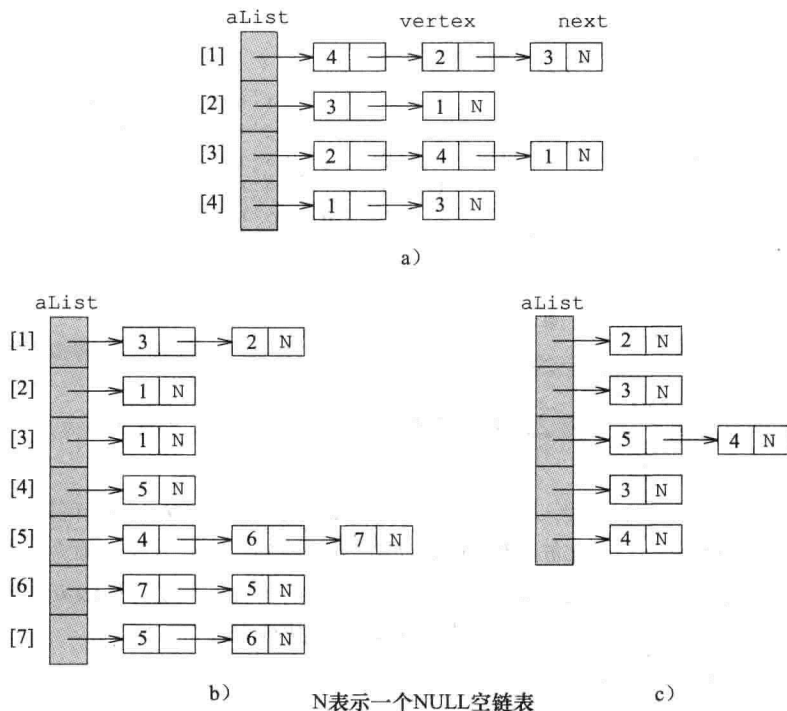 aList vertex next
[1] 4 2 3 N
[2] 3 1 N
[3] 2 4 1 N
[4] 1 3 N
a)
aList
[1] 3 2 N
[2] 1 N
[3] 1 N
[4] 5 N
[5] 4 6 7 N
[6] 7 5 N
[7] 5 6 N
b)
aList
2 N
3 N
5 4 N
3 N
4 N
c)
N表示一个NULL空链表